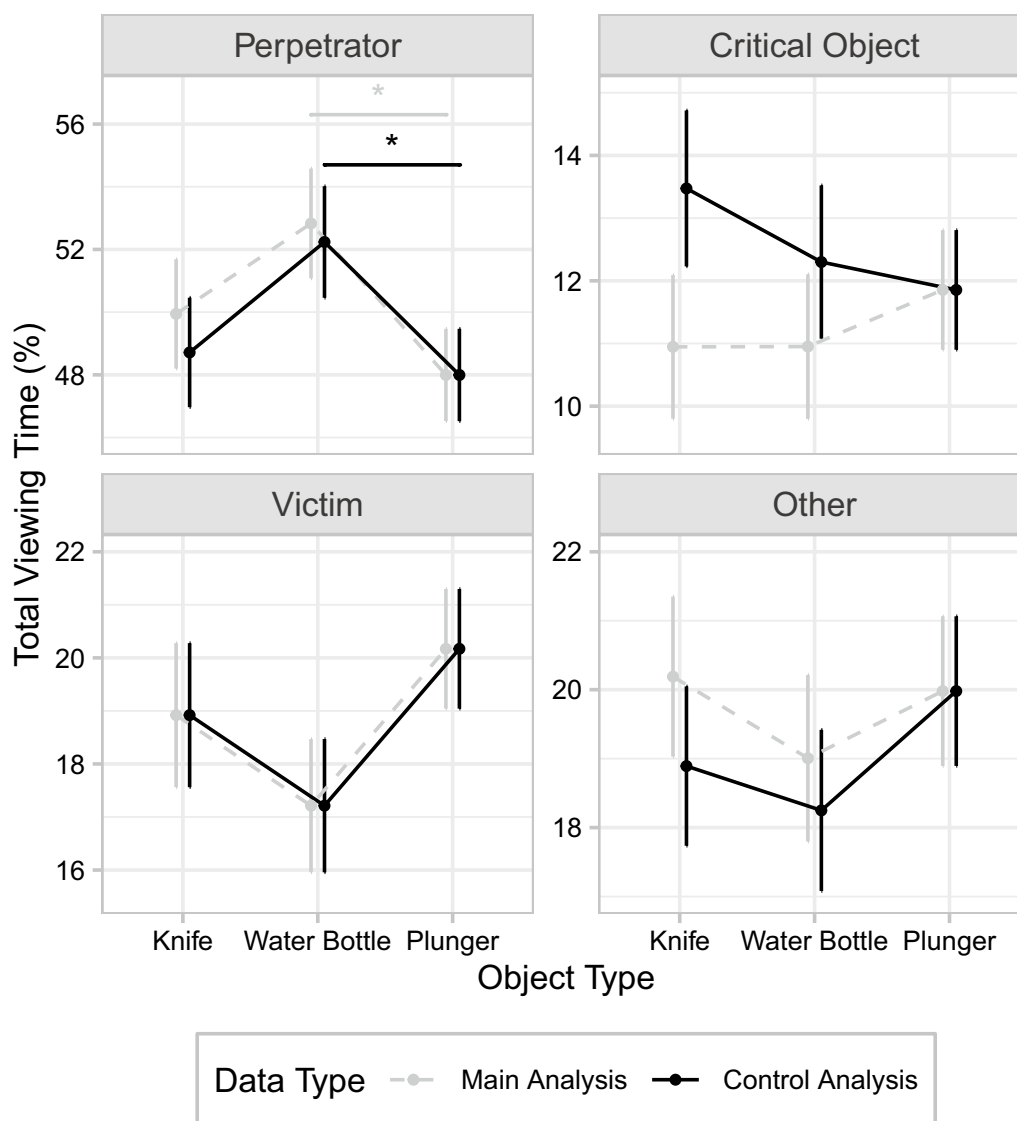 Perpetrator
Critical Object
*
*
56
52
48
14
12
10
Total Viewing Time (%)
Victim
Other
22
20
18
16
22
20
18
Knife Water Bottle Plunger
Knife Water Bottle Plunger
Object Type
Data Type Main Analysis Control Analysis